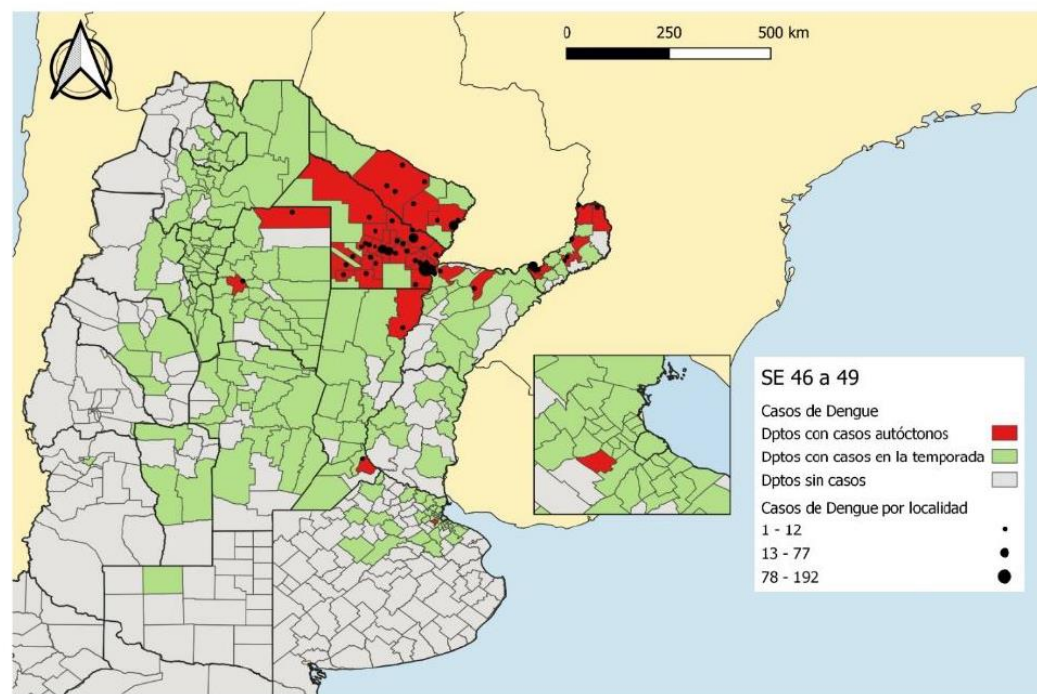 0 250 500 km
SE 46 a 49
Casos de Dengue
Dptos con casos autóctonos
Dptos con casos en la temporada
Dptos sin casos
Casos de Dengue por localidad
1 - 12
13 - 77
78 - 192